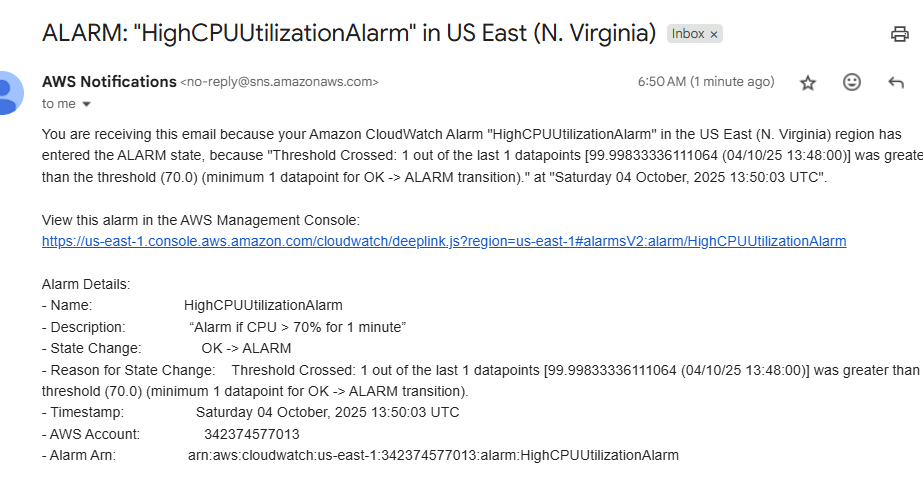 ALARM: "HighCPUUtilizationAlarm" in US East (N. Virginia) Inbox ×
AWS Notifications <no-reply@sns.amazonaws.com> 6:50 AM (1 minute ago)
to me
You are receiving this email because your Amazon CloudWatch Alarm "HighCPUUtilizationAlarm" in the US East (N. Virginia) region has
entered the ALARM state, because "Threshold Crossed: 1 out of the last 1 datapoints [99.99833336111064 (04/10/25 13:48:00)] was greate
than the threshold (70.0) (minimum 1 datapoint for OK -> ALARM transition)." at "Saturday 04 October, 2025 13:50:03 UTC".
View this alarm in the AWS Management Console:
https://us-east-1.console.aws.amazon.com/cloudwatch/deeplink.js?region=us-east-1#alarmsV2:alarm/HighCPUUtilizationAlarm
Alarm Details:
- Name: HighCPUUtilizationAlarm
- Description: “Alarm if CPU > 70% for 1 minute”
- State Change: OK -> ALARM
- Reason for State Change: Threshold Crossed: 1 out of the last 1 datapoints [99.99833336111064 (04/10/25 13:48:00)] was greater than
threshold (70.0) (minimum 1 datapoint for OK -> ALARM transition).
- Timestamp: Saturday 04 October, 2025 13:50:03 UTC
- AWS Account: 342374577013
- Alarm Arn: arn:aws:cloudwatch:us-east-1:342374577013:alarm:HighCPUUtilizationAlarm